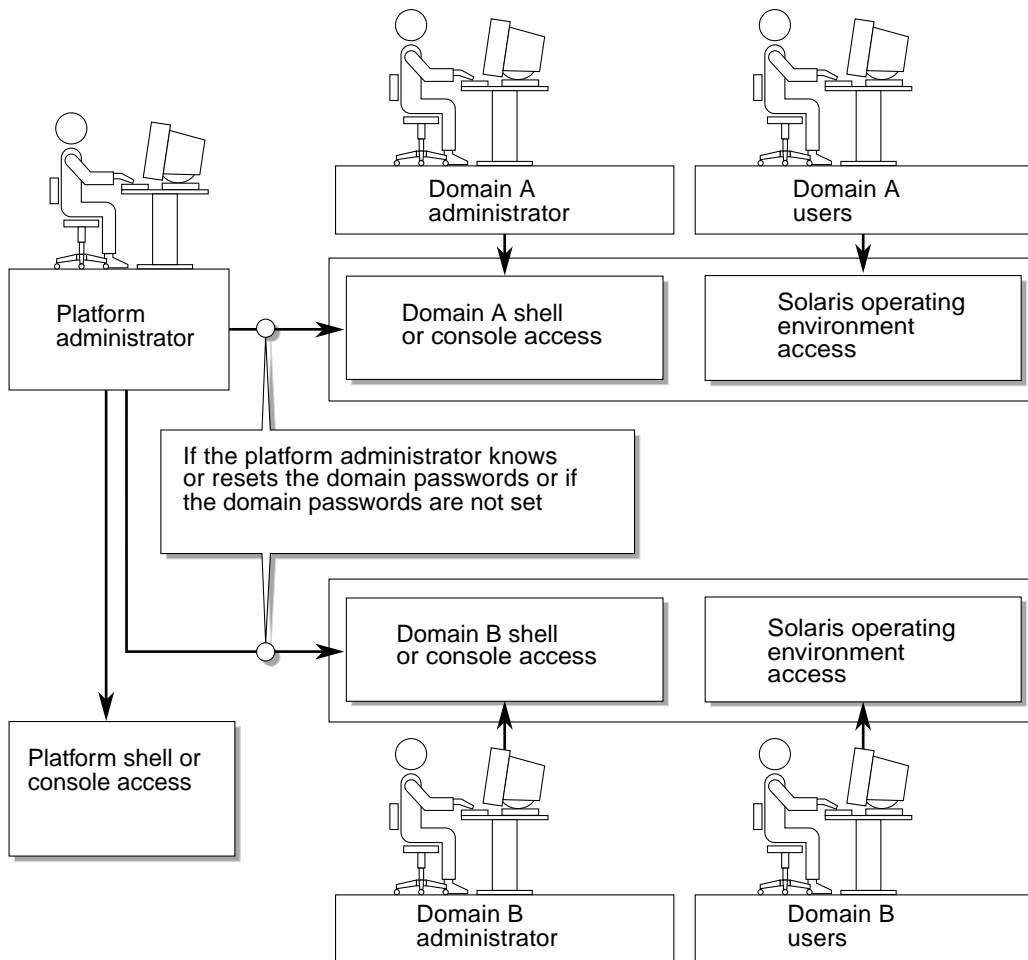 Domain A
administrator
Domain A
users
Platform
administrator
Domain A shell
or console access
Solaris operating
environment
access
If the platform administrator knows
or resets the domain passwords or if
the domain passwords are not set
Domain B shell
or console access
Solaris operating
environment
access
Platform shell or
console access
Domain B
administrator
Domain B
users